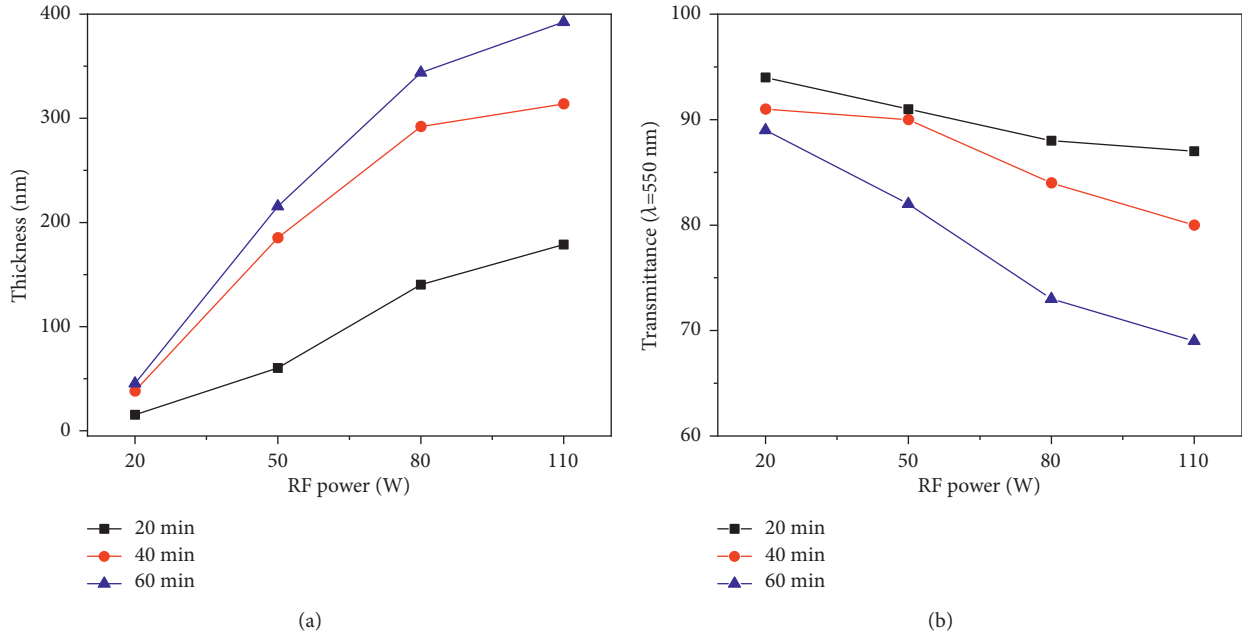 400
300
200
100
0
Thickness (nm)
20 50 80 110
RF power (W)
20 min
40 min
60 min
(a)
100
90
80
70
60
Transmittance (λ=550 nm)
20 50 80 110
RF power (W)
20 min
40 min
60 min
(b)